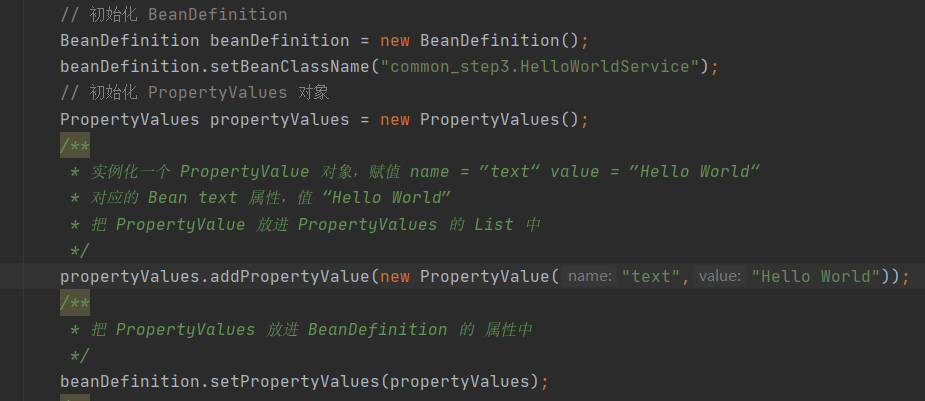 // 初始化 BeanDefinition
BeanDefinition beanDefinition = new BeanDefinition();
beanDefinition.setBeanClassName("common_step3.HelloWorldService");
// 初始化 PropertyValues 对象
PropertyValues propertyValues = new PropertyValues();
/**
* 实例化一个 PropertyValue 对象，赋值 name = ”text“ value = ”Hello World“
* 对应的 Bean text 属性，值 “Hello World”
* 把 PropertyValue 放进 PropertyValues 的 List 中
*/
propertyValues.addPropertyValue(new PropertyValue( name: "text", value: "Hello World"));
/**
* 把 PropertyValues 放进 BeanDefinition 的 属性中
*/
beanDefinition.setPropertyValues(propertyValues);